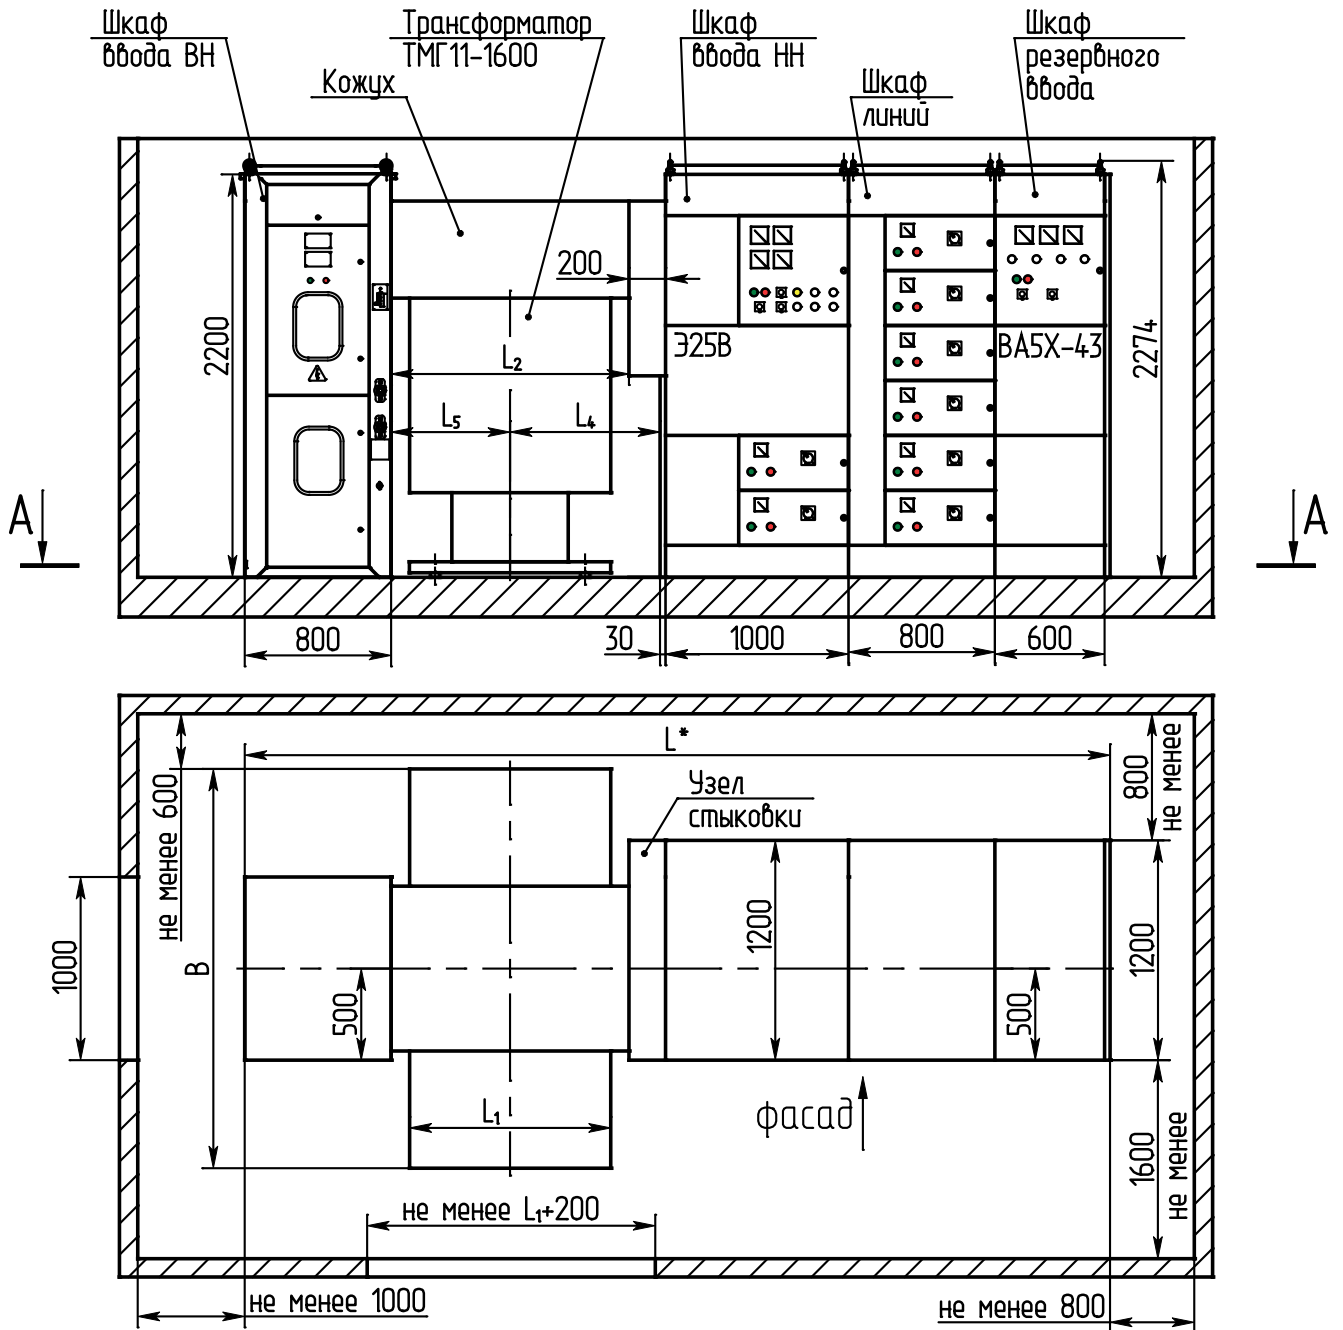 Шкаф
ввода ВН
Трансформатор
ТМГ11-1600
Кожух
Шкаф
ввода НН
Шкаф
линий
Шкаф
резервного
ввода
200
2200
Э25В
ВА5Х-43
2274
L₂
L₅
L₄
А
А
800
30
1000
800
600
L*
не менее 600
800
не менее
Узел
стыковки
1000
В
500
1200
500
1200
фасад
L₁
1600
не менее
не менее L₁+200
не менее 1000
не менее 800